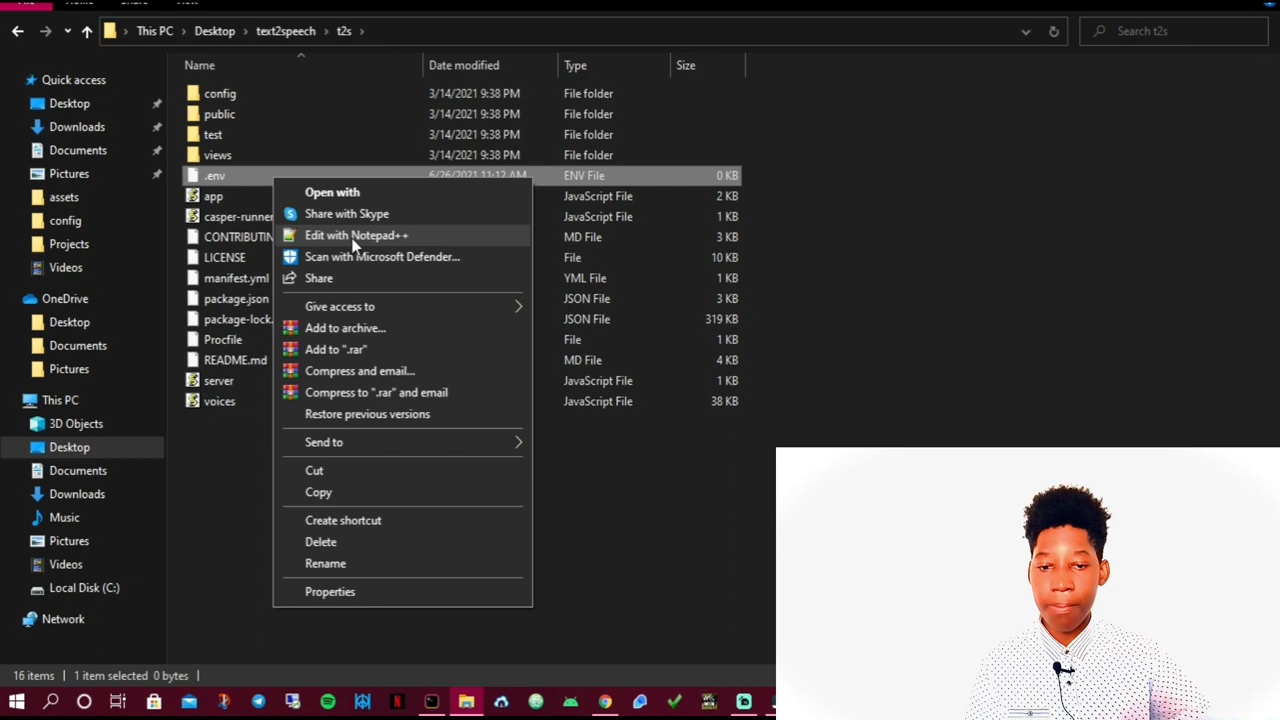 This PC > Desktop > text2speech > t2s >
Search t2s
Name Date modified Type Size
Quick access
Desktop
Downloads
Documents
Pictures
assets
config
Projects
Videos
OneDrive
Desktop
Documents
Pictures
This PC
3D Objects
Desktop
Documents
Downloads
Music
Pictures
Videos
Local Disk (C:)
Network
config 3/14/2021 9:38 PM File folder
public 3/14/2021 9:38 PM File folder
test 3/14/2021 9:38 PM File folder
views 3/14/2021 9:38 PM File folder
.env 6/26/2021 11:12 AM ENV File 0 KB
app JavaScript File 2 KB
casper-runner JavaScript File 1 KB
CONTRIBUTIN MD File 3 KB
LICENSE File 10 KB
manifest.yml YML File 1 KB
package.json JSON File 3 KB
package-lock. JSON File 319 KB
Procfile File 1 KB
README.md MD File 4 KB
server JavaScript File 1 KB
voices JavaScript File 38 KB
Open with
Share with Skype
Edit with Notepad++
Scan with Microsoft Defender...
Share
Give access to
Add to archive...
Add to ".rar"
Compress and email...
Compress to ".rar" and email
Restore previous versions
Send to
Cut
Copy
Create shortcut
Delete
Rename
Properties
16 items 1 item selected 0 bytes